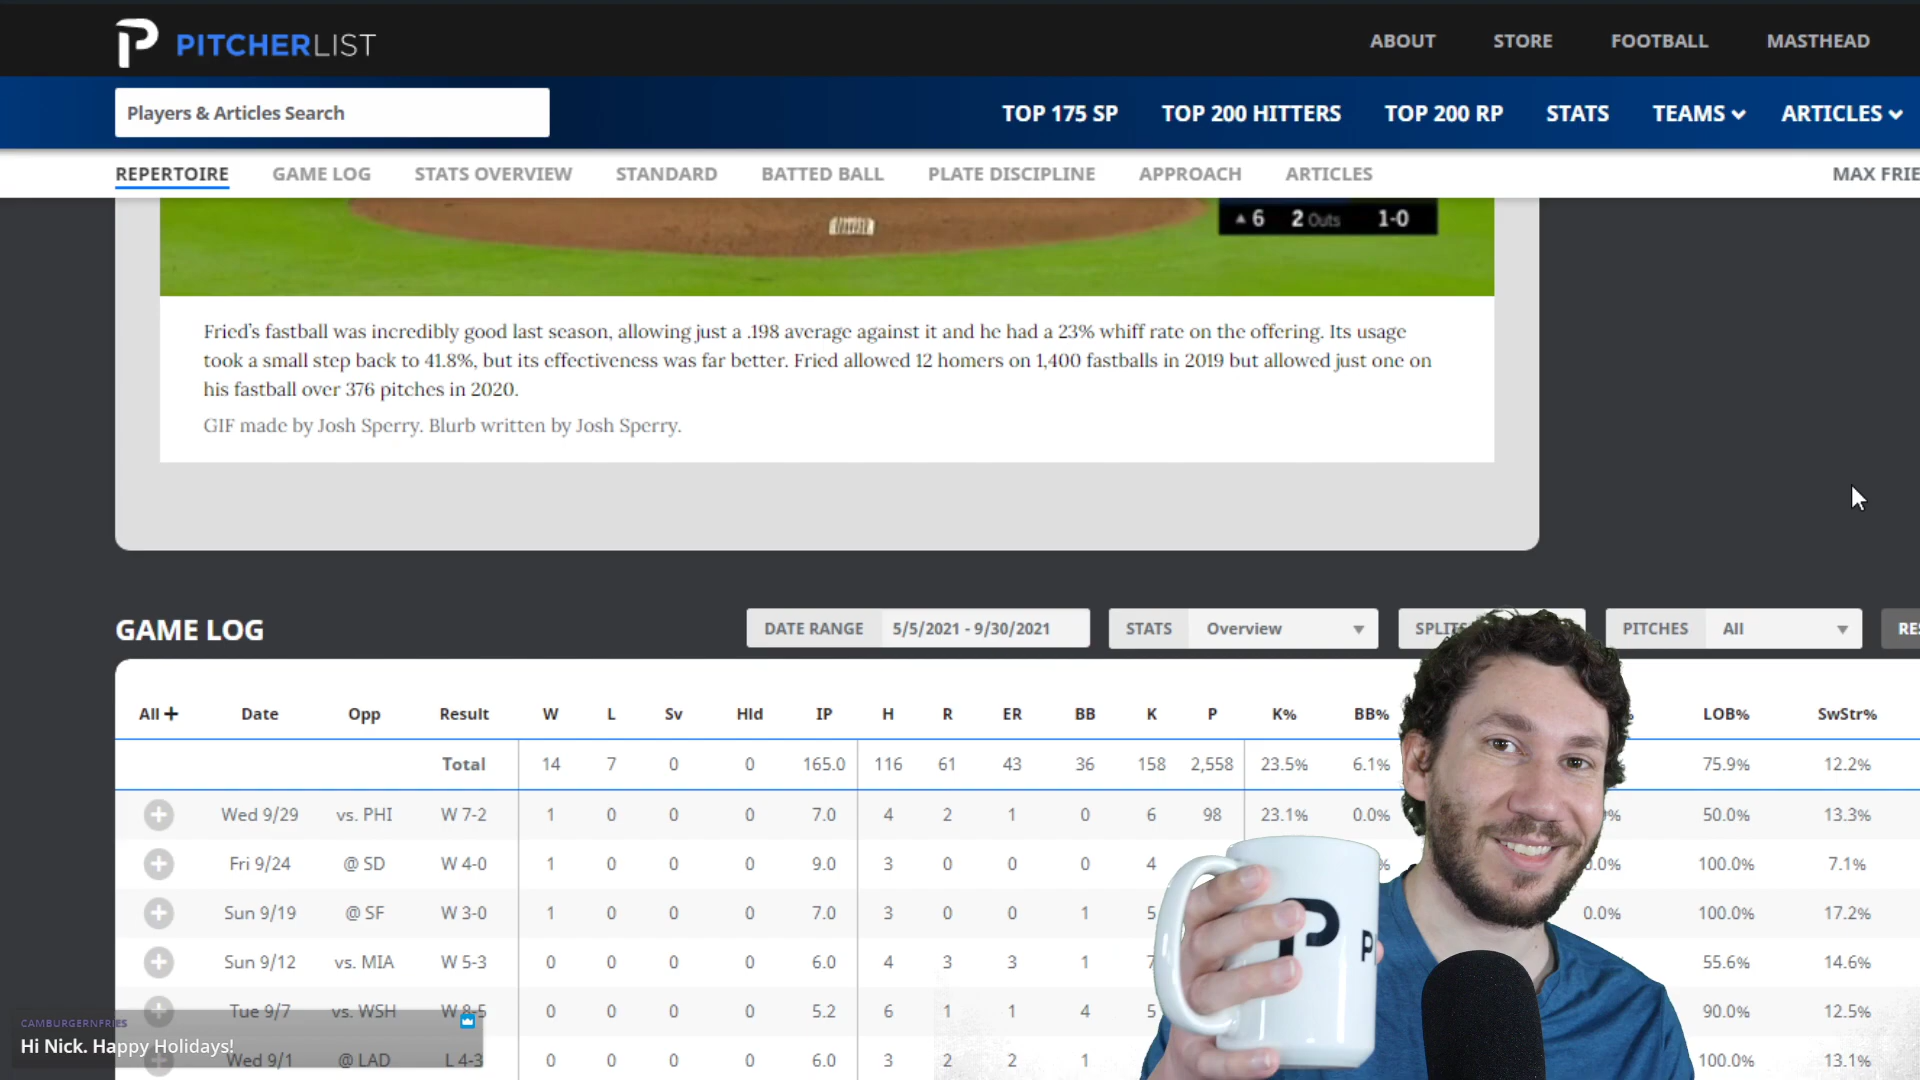 PITCHERLIST
ABOUT STORE FOOTBALL MASTHEAD
Players & Articles Search
TOP 175 SP TOP 200 HITTERS TOP 200 RP STATS TEAMS ARTICLES
REPERTOIRE GAME LOG STATS OVERVIEW STANDARD BATTED BALL PLATE DISCIPLINE APPROACH ARTICLES MAX FRIE
6 2 Outs 1-0
Fried's fastball was incredibly good last season, allowing just a .198 average against it and he had a 23% whiff rate on the offering. Its usage
took a small step back to 41.8%, but its effectiveness was far better. Fried allowed 12 homers on 1,400 fastballs in 2019 but allowed just one on
his fastball over 376 pitches in 2020.
GIF made by Josh Sperry. Blurb written by Josh Sperry.
GAME LOG DATE RANGE 5/5/2021 - 9/30/2021 STATS Overview SPLITS PITCHES All RES
All + Date Opp Result W L Sv Hld IP H R ER BB K P K% BB% % LOB% SwStr%
Total 14 7 0 0 165.0 116 61 43 36 158 2,558 23.5% 6.1% 75.9% 12.2%
Wed 9/29 vs. PHI W 7-2 1 0 0 0 7.0 4 2 1 0 6 98 23.1% 0.0% % 50.0% 13.3%
Fri 9/24 @ SD W 4-0 1 0 0 0 9.0 3 0 0 0 4 % .0% 100.0% 7.1%
Sun 9/19 @ SF W 3-0 1 0 0 0 7.0 3 0 0 1 5 0.0% 100.0% 17.2%
Sun 9/12 vs. MIA W 5-3 0 0 0 0 6.0 4 3 3 1 7 55.6% 14.6%
Tue 9/7 vs. WSH W 8-5 0 0 0 0 5.2 6 1 1 4 5 90.0% 12.5%
Wed 9/1 @ LAD L 4-3 0 0 0 0 6.0 3 2 2 1 100.0% 13.1%
CAMBURGERNFRIES
Hi Nick. Happy Holidays!
P PI